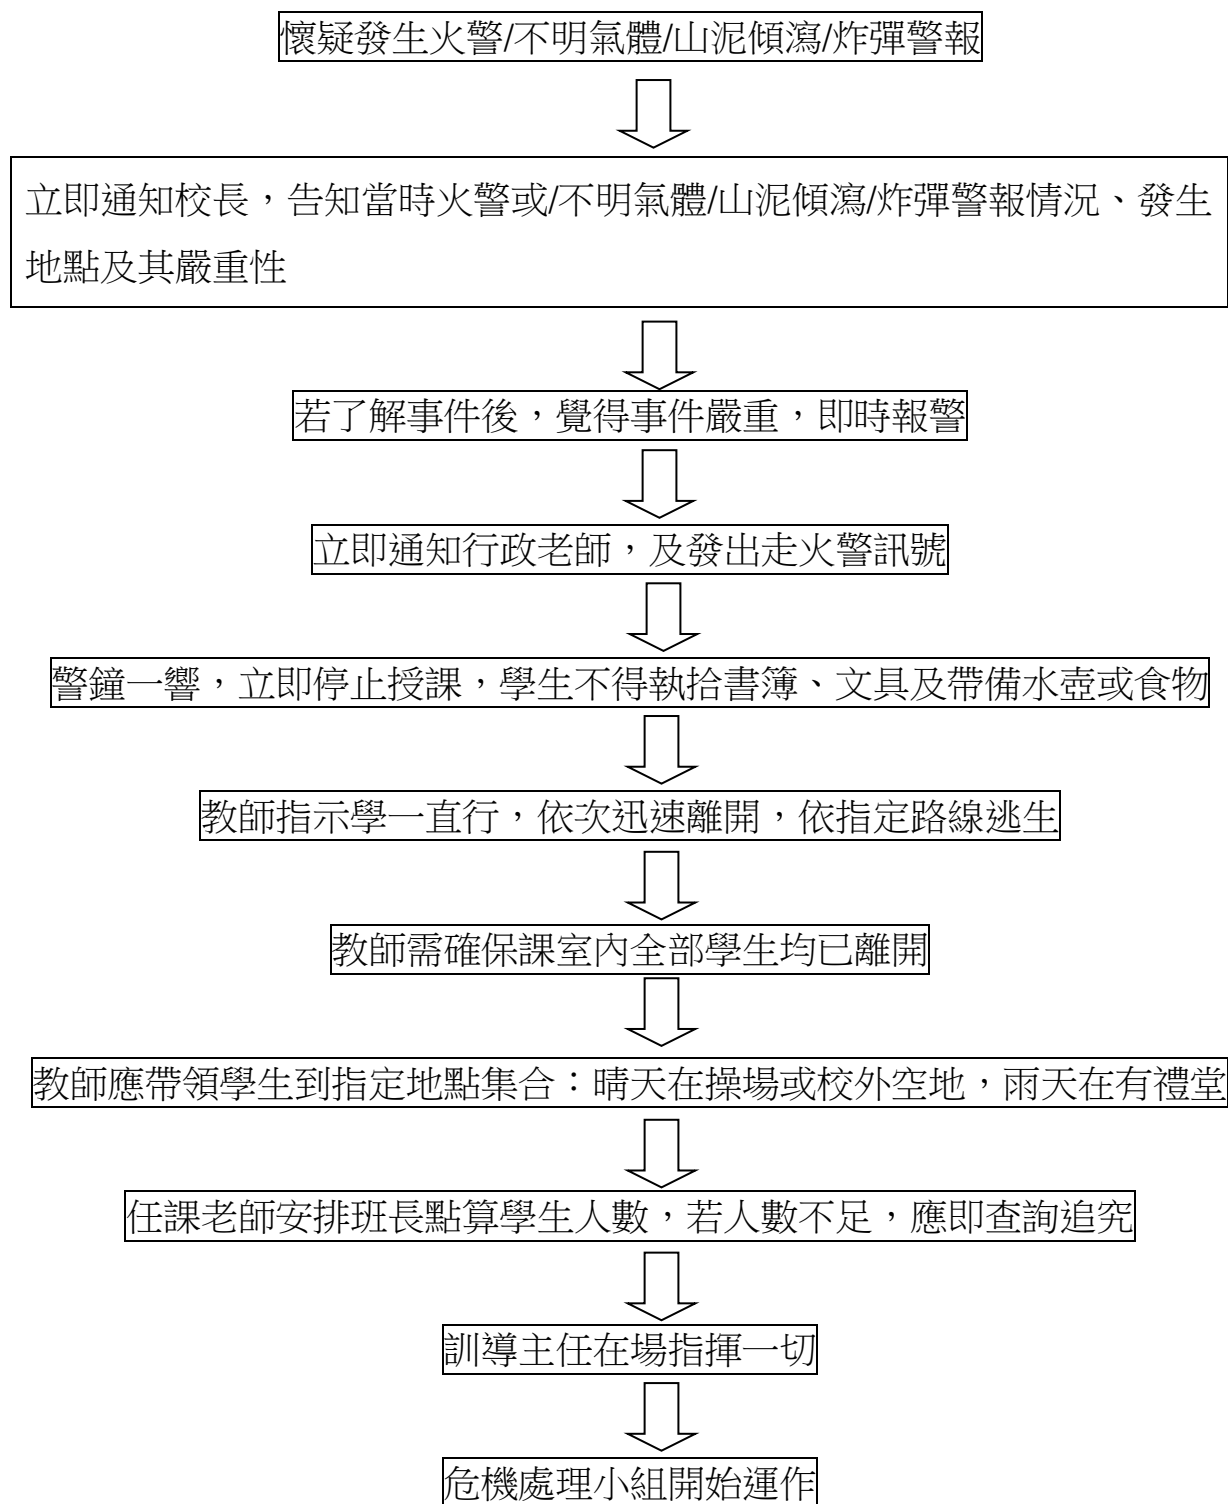 懷疑發生火警/不明氣體/山泥傾瀉/炸彈警報
立即通知校長，告知當時火警或/不明氣體/山泥傾瀉/炸彈警報情況、發生
地點及其嚴重性
若了解事件後，覺得事件嚴重，即時報警
立即通知行政老師，及發出走火警訊號
警鐘一響，立即停止授課，學生不得執拾書簿、文具及帶備水壺或食物
教師指示學一直行，依次迅速離開，依指定路線逃生
教師需確保課室內全部學生均已離開
教師應帶領學生到指定地點集合：晴天在操場或校外空地，雨天在有禮堂
任課老師安排班長點算學生人數，若人數不足，應即查詢追究
訓導主任在場指揮一切
危機處理小組開始運作